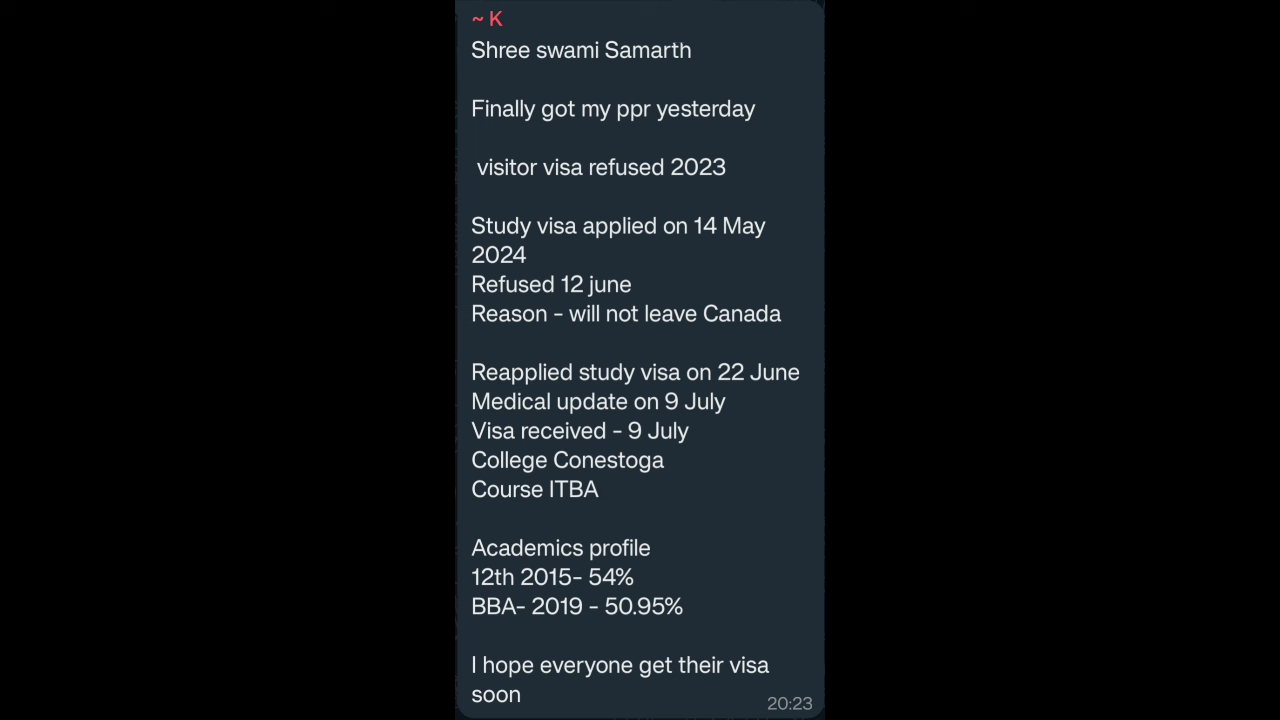 ~ K
Shree swami Samarth
Finally got my ppr yesterday
visitor visa refused 2023
Study visa applied on 14 May
2024
Refused 12 june
Reason - will not leave Canada
Reapplied study visa on 22 June
Medical update on 9 July
Visa received - 9 July
College Conestoga
Course ITBA
Academics profile
12th 2015- 54%
BBA- 2019 - 50.95%
I hope everyone get their visa
soon
20:23